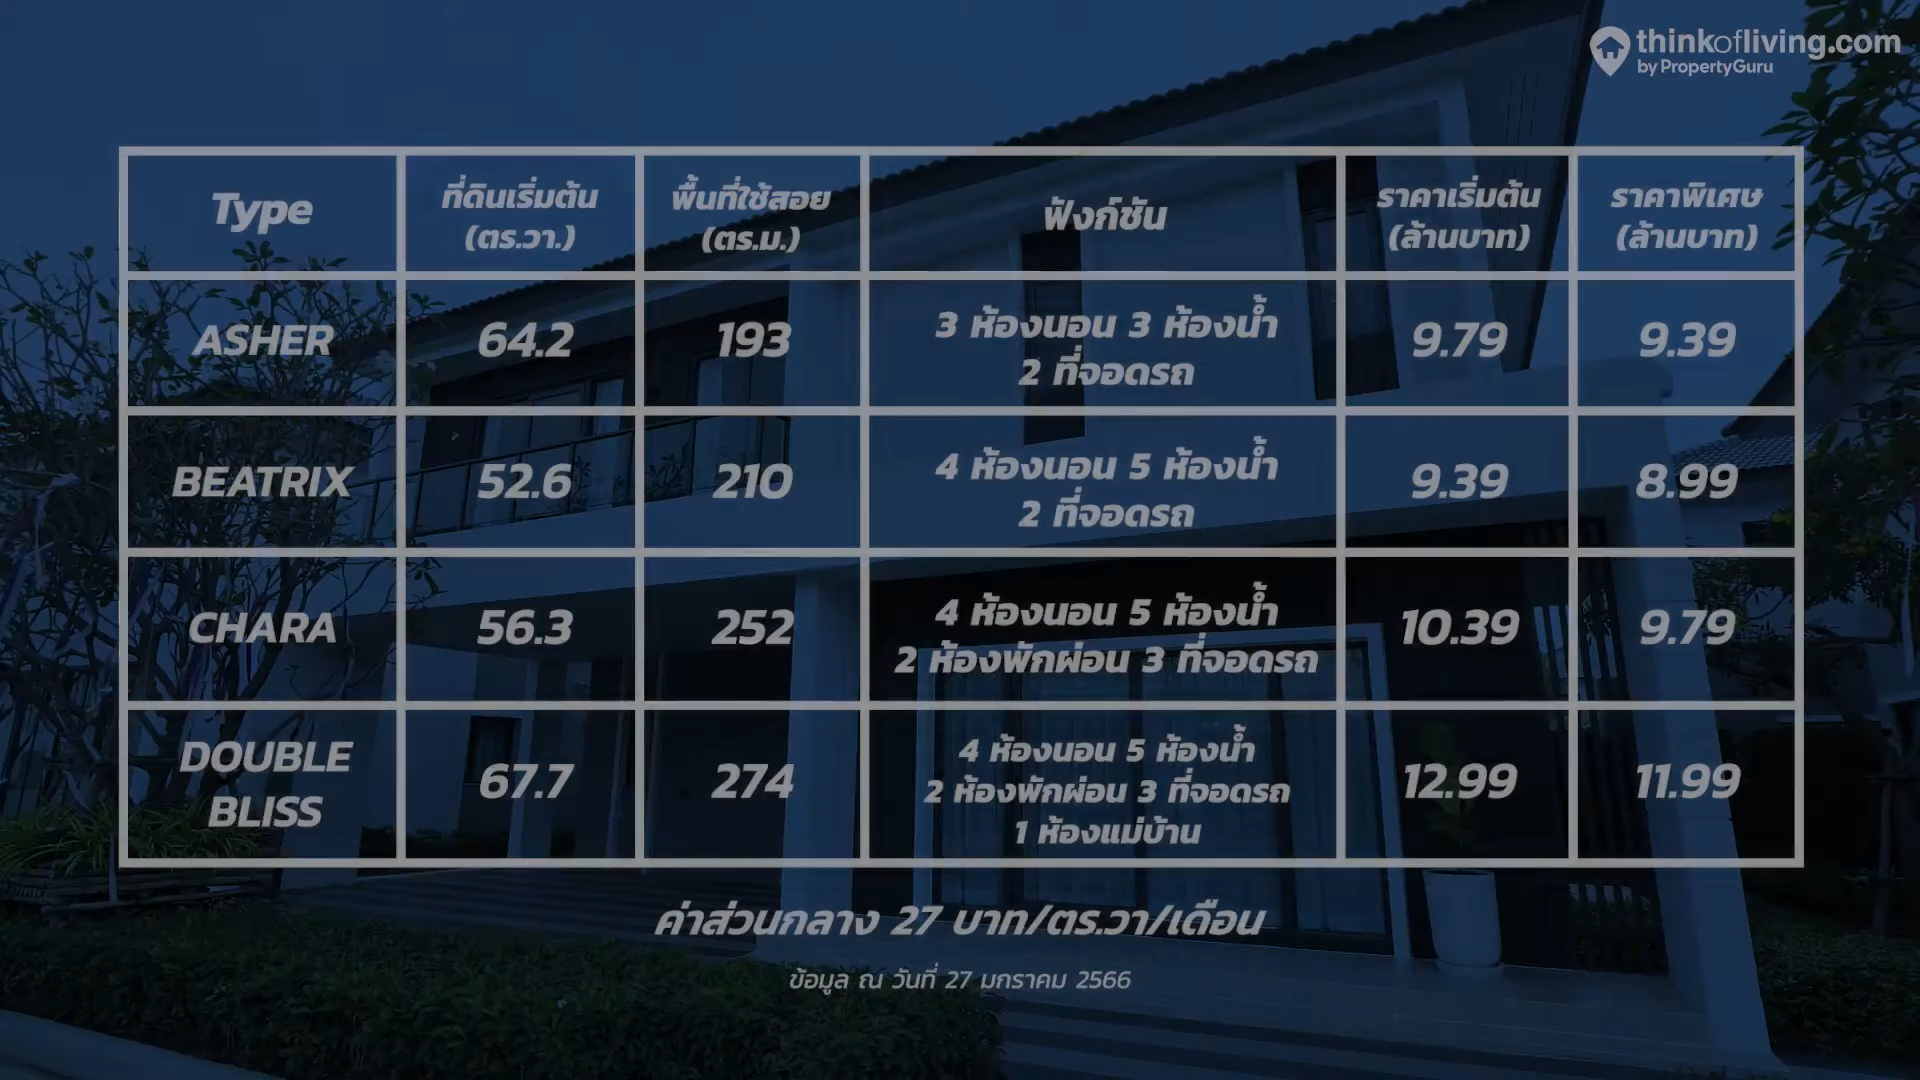 thinkofliving.com
by PropertyGuru
Type
ที่ดินเริ่มต้น
(ตร.วา.)
พื้นที่ใช้สอย
(ตร.ม.)
ฟังก์ชัน
ราคาเริ่มต้น
(ล้านบาท)
ราคาพิเศษ
(ล้านบาท)
ASHER
64.2
193
3 ห้องนอน 3 ห้องน้ำ
2 ที่จอดรถ
9.79
9.39
BEATRIX
52.6
210
4 ห้องนอน 5 ห้องน้ำ
2 ที่จอดรถ
9.39
8.99
CHARA
56.3
252
4 ห้องนอน 5 ห้องน้ำ
2 ห้องพักผ่อน 3 ที่จอดรถ
10.39
9.79
DOUBLE
BLISS
67.7
274
4 ห้องนอน 5 ห้องน้ำ
2 ห้องพักผ่อน 3 ที่จอดรถ
1 ห้องแม่บ้าน
12.99
11.99
ค่าส่วนกลาง 27 บาท/ตร.วา/เดือน
ข้อมูล ณ วันที่ 27 มกราคม 2566